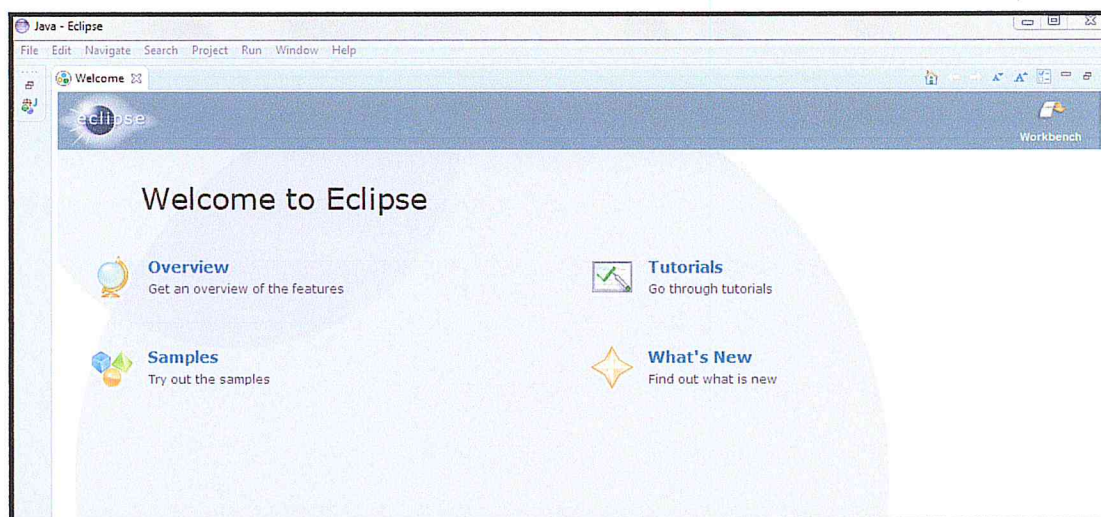 Java - Eclipse
File Edit Navigate Search Project Run Window Help
Welcome
J
eclipse
Workbench
Welcome to Eclipse
Overview
Get an overview of the features
Tutorials
Go through tutorials
Samples
Try out the samples
What's New
Find out what is new